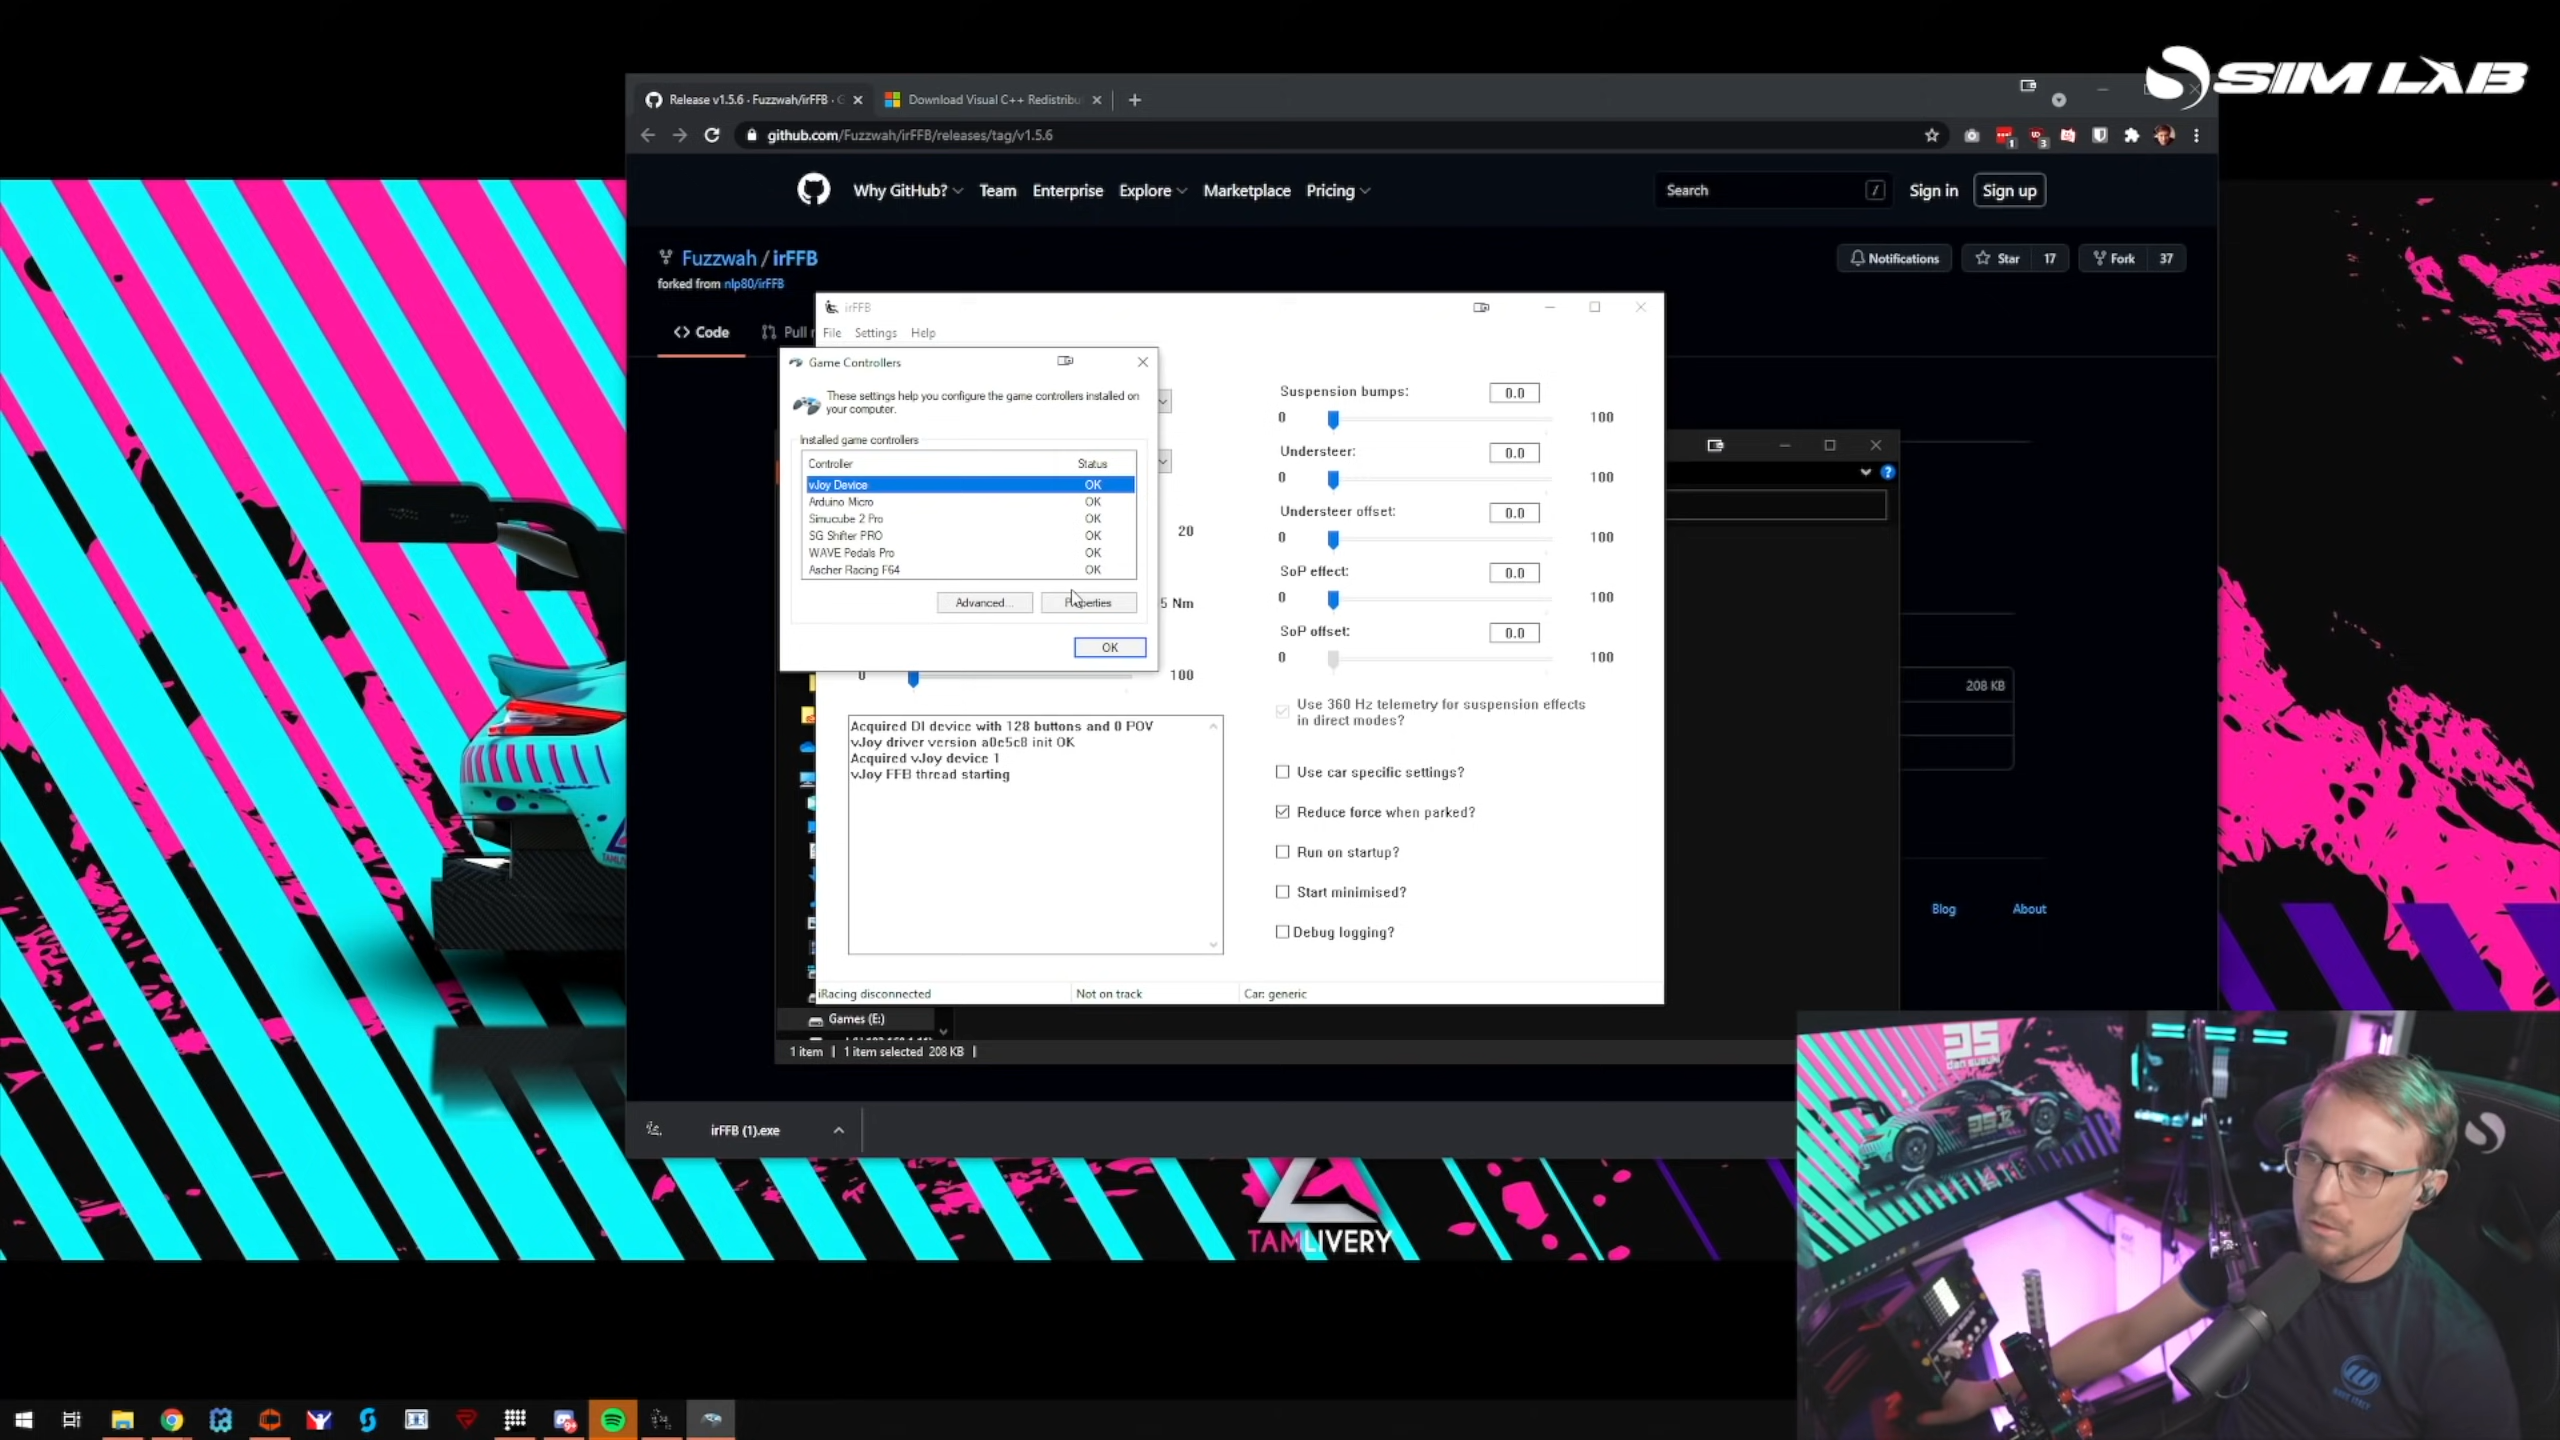 SIM LAB
Release v1.5.6 · Fuzzwah/irFFB · G
Download Visual C++ Redistribu
github.com/Fuzzwah/irFFB/releases/tag/v1.5.6
1
3
Why GitHub?
Team
Enterprise
Explore
Marketplace
Pricing
Search
/
Sign in
Sign up
Fuzzwah / irFFB
forked from nlp80/irFFB
Notifications
Star
17
Fork
37
Code
Pull r
irFFB
File
Settings
Help
Game Controllers
These settings help you configure the game controllers installed on
your computer.
Installed game controllers
Controller Status
vJoy Device OK
Arduino Micro OK
Simucube 2 Pro OK
SG Shifter PRO OK
WAVE Pedals Pro OK
Ascher Racing F64 OK
Advanced...
Properties
OK
20
5 Nm
0
100
Suspension bumps:
0.0
0
100
Understeer:
0.0
0
100
Understeer offset:
0.0
0
100
SoP effect:
0.0
0
100
SoP offset:
0.0
0
100
Use 360 Hz telemetry for suspension effects
in direct modes?
Use car specific settings?
Reduce force when parked?
Run on startup?
Start minimised?
Debug logging?
Acquired DI device with 128 buttons and 0 POV
vJoy driver version a0e5c8 init OK
Acquired vJoy device 1
vJoy FFB thread starting
iRacing disconnected
Not on track
Car: generic
208 KB
Blog
About
Games (E:)
1 item
1 item selected 208 KB
irFFB (1).exe
TAMLIVERY
9+